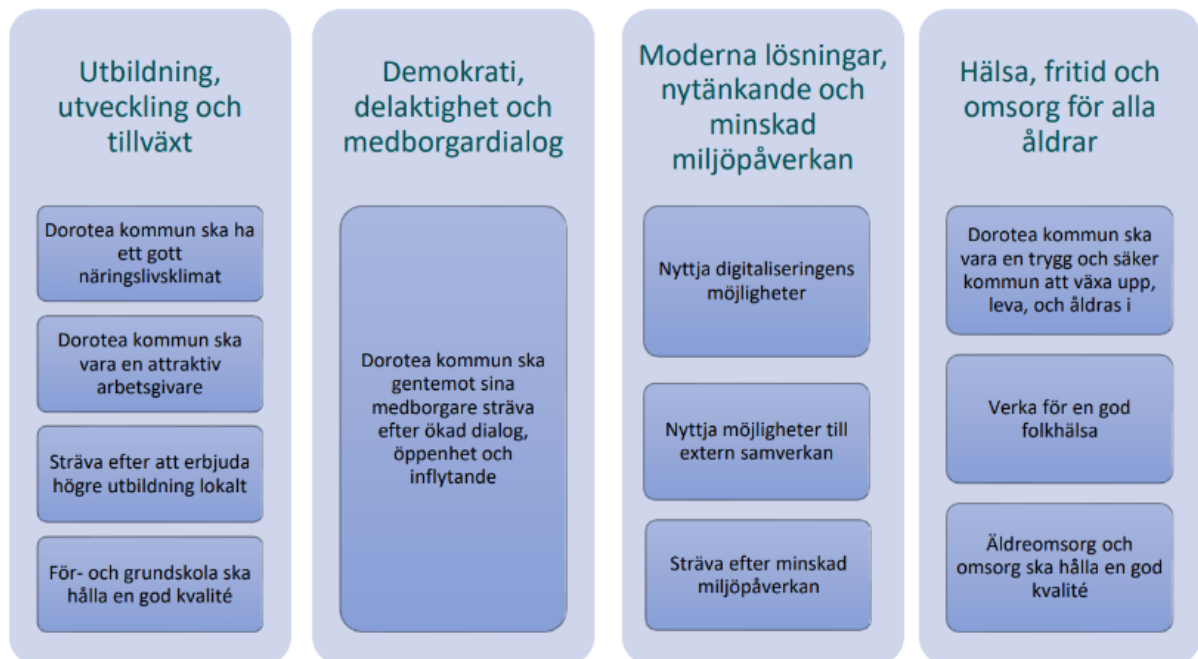 Utbildning,
utveckling och
tillväxt
Dorotea kommun ska ha
ett gott
näringslivsklimat
Dorotea kommun ska
vara en attraktiv
arbetsgivare
Sträva efter att erbjuda
högre utbildning lokalt
För- och grundskola ska
hålla en god kvalité
Demokrati,
delaktighet och
medborgardialog
Dorotea kommun ska
gentemot sina
medborgare sträva
efter ökad dialog,
öppenhet och
inflytande
Moderna lösningar,
nytänkande och
minskad
miljöpåverkan
Nyttja digitaliseringens
möjligheter
Nyttja möjligheter till
extern samverkan
Sträva efter minskad
miljöpåverkan
Hälsa, fritid och
omsorg för alla
åldrar
Dorotea kommun ska
vara en trygg och säker
kommun att växa upp,
leva, och åldras i
Verka för en god
folkhälsa
Äldreomsorg och
omsorg ska hålla en god
kvalité